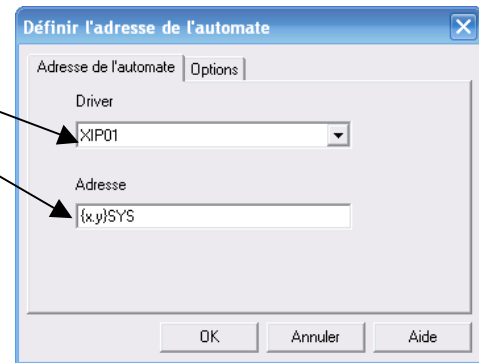 Définir l'adresse de l'automate
Adresse de l'automate Options
Driver
XIP01
Adresse
{x.y}SYS
OK Annuler Aide